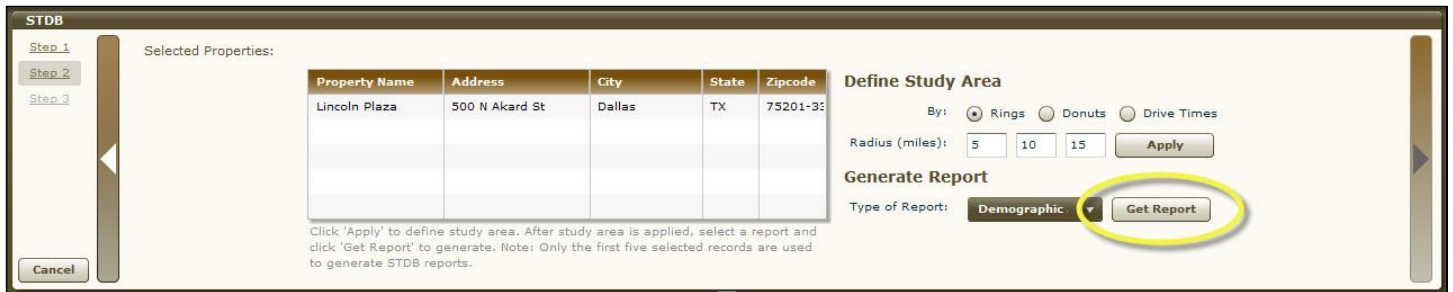 STDB
Step 1
Step 2
Step 3
Cancel
Selected Properties:
Property Name Address City State Zipcode
Lincoln Plaza 500 N Akard St Dallas TX 75201-33
Click 'Apply' to define study area. After study area is applied, select a report and
click 'Get Report' to generate. Note: Only the first five selected records are used
to generate STDB reports.
Define Study Area
By: Rings Donuts Drive Times
Radius (miles): 5 10 15 Apply
Generate Report
Type of Report: Demographic Get Report